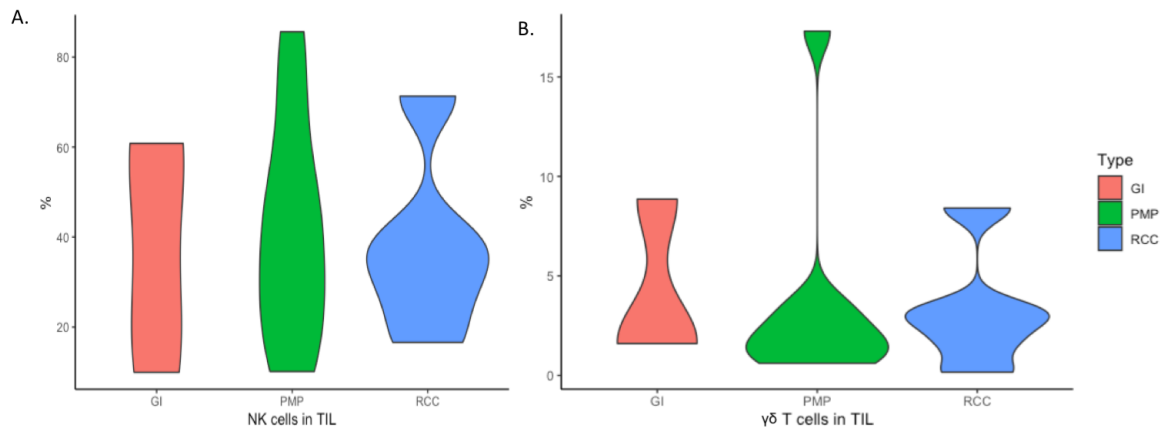 A.
80
60
40
20
%
GI
PMP
RCC
NK cells in TIL
B.
15
10
5
0
%
GI
PMP
RCC
γδ T cells in TIL
Type
GI
PMP
RCC